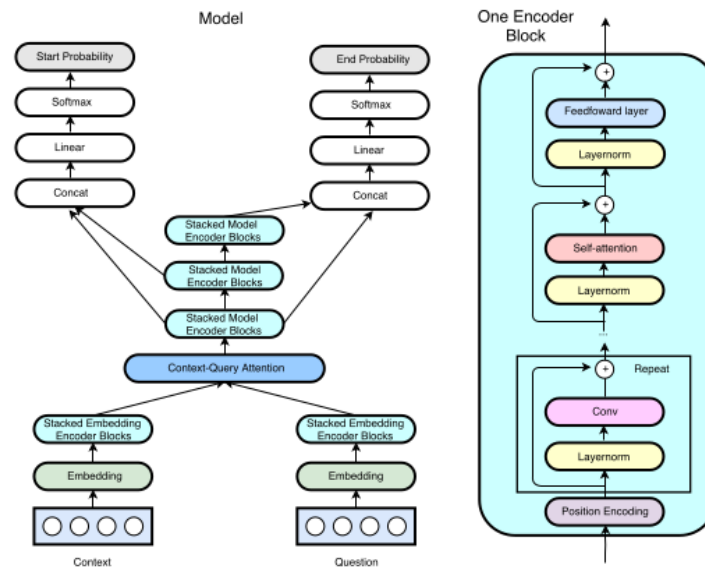 Model
Start Probability
Softmax
Linear
Concat
End Probability
Softmax
Linear
Concat
Stacked Model
Encoder Blocks
Stacked Model
Encoder Blocks
Stacked Model
Encoder Blocks
Context-Query Attention
Stacked Embedding
Encoder Blocks
Stacked Embedding
Encoder Blocks
Embedding
Embedding
Context
Question
One Encoder
Block
+
Feedfoward layer
Layernorm
+
Self-attention
Layernorm
...
+
Repeat
Conv
Layernorm
Position Encoding